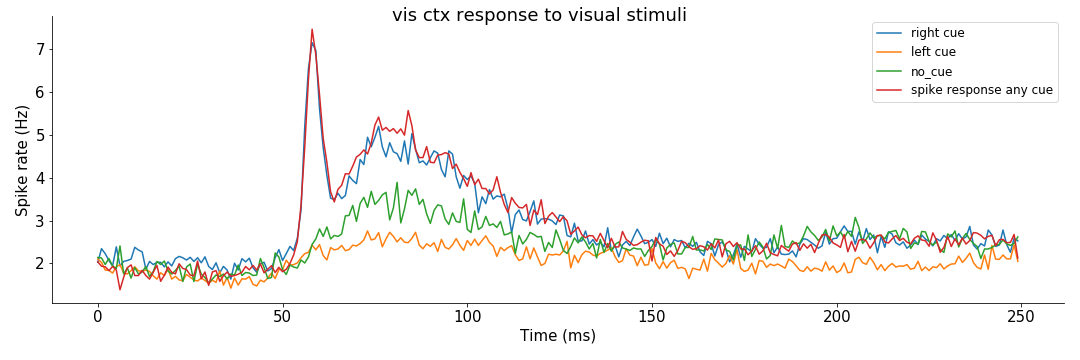 vis ctx response to visual stimuli
right cue
left cue
no_cue
spike response any cue
Spike rate (Hz)
7
6
5
4
3
2
0 50 100 150 200 250
Time (ms)